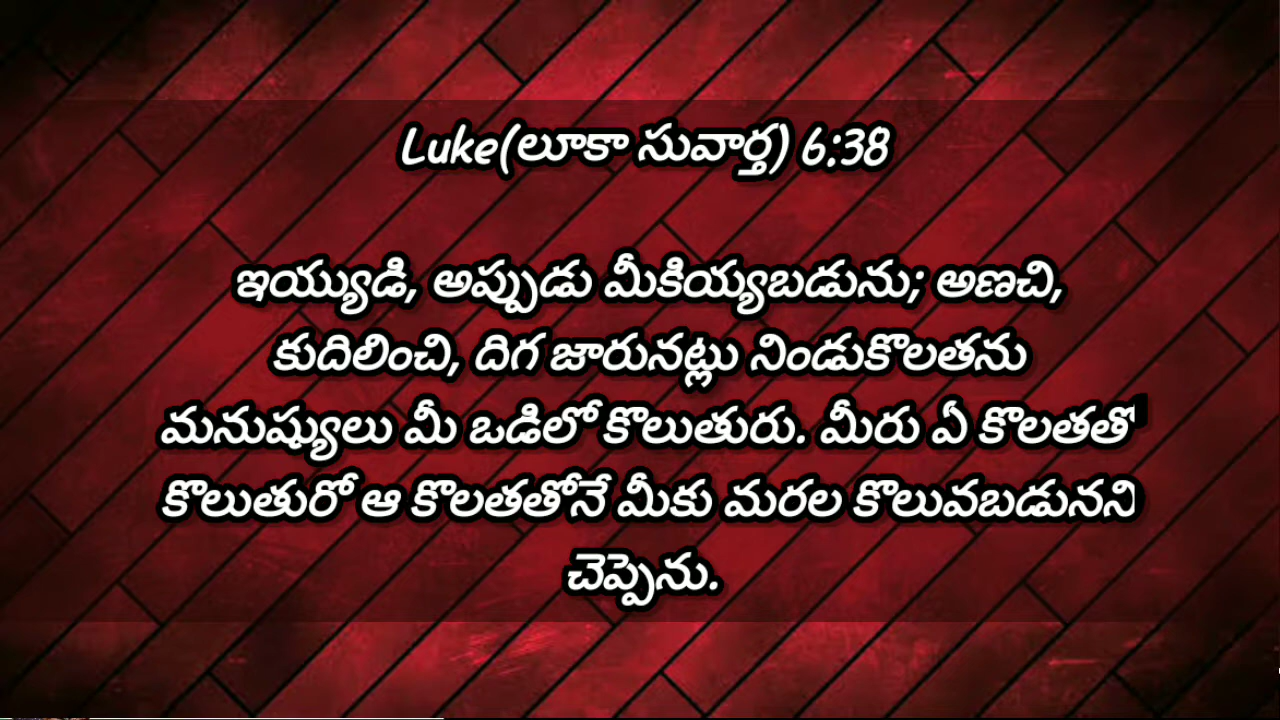 Luke(లూకా సువార్త) 6:38
ఇయ్యుడి, అప్పుడు మీకియ్యబడును; అణచి,
కుదిలించి, దిగ జారునట్లు నిండుకొలతను
మనుష్యులు మీ ఒడిలో కొలుతురు. మీరు ఏ కొలతతో
కొలుతురో ఆ కొలతతోనే మీకు మరల కొలువబడునని
చెప్పెను.